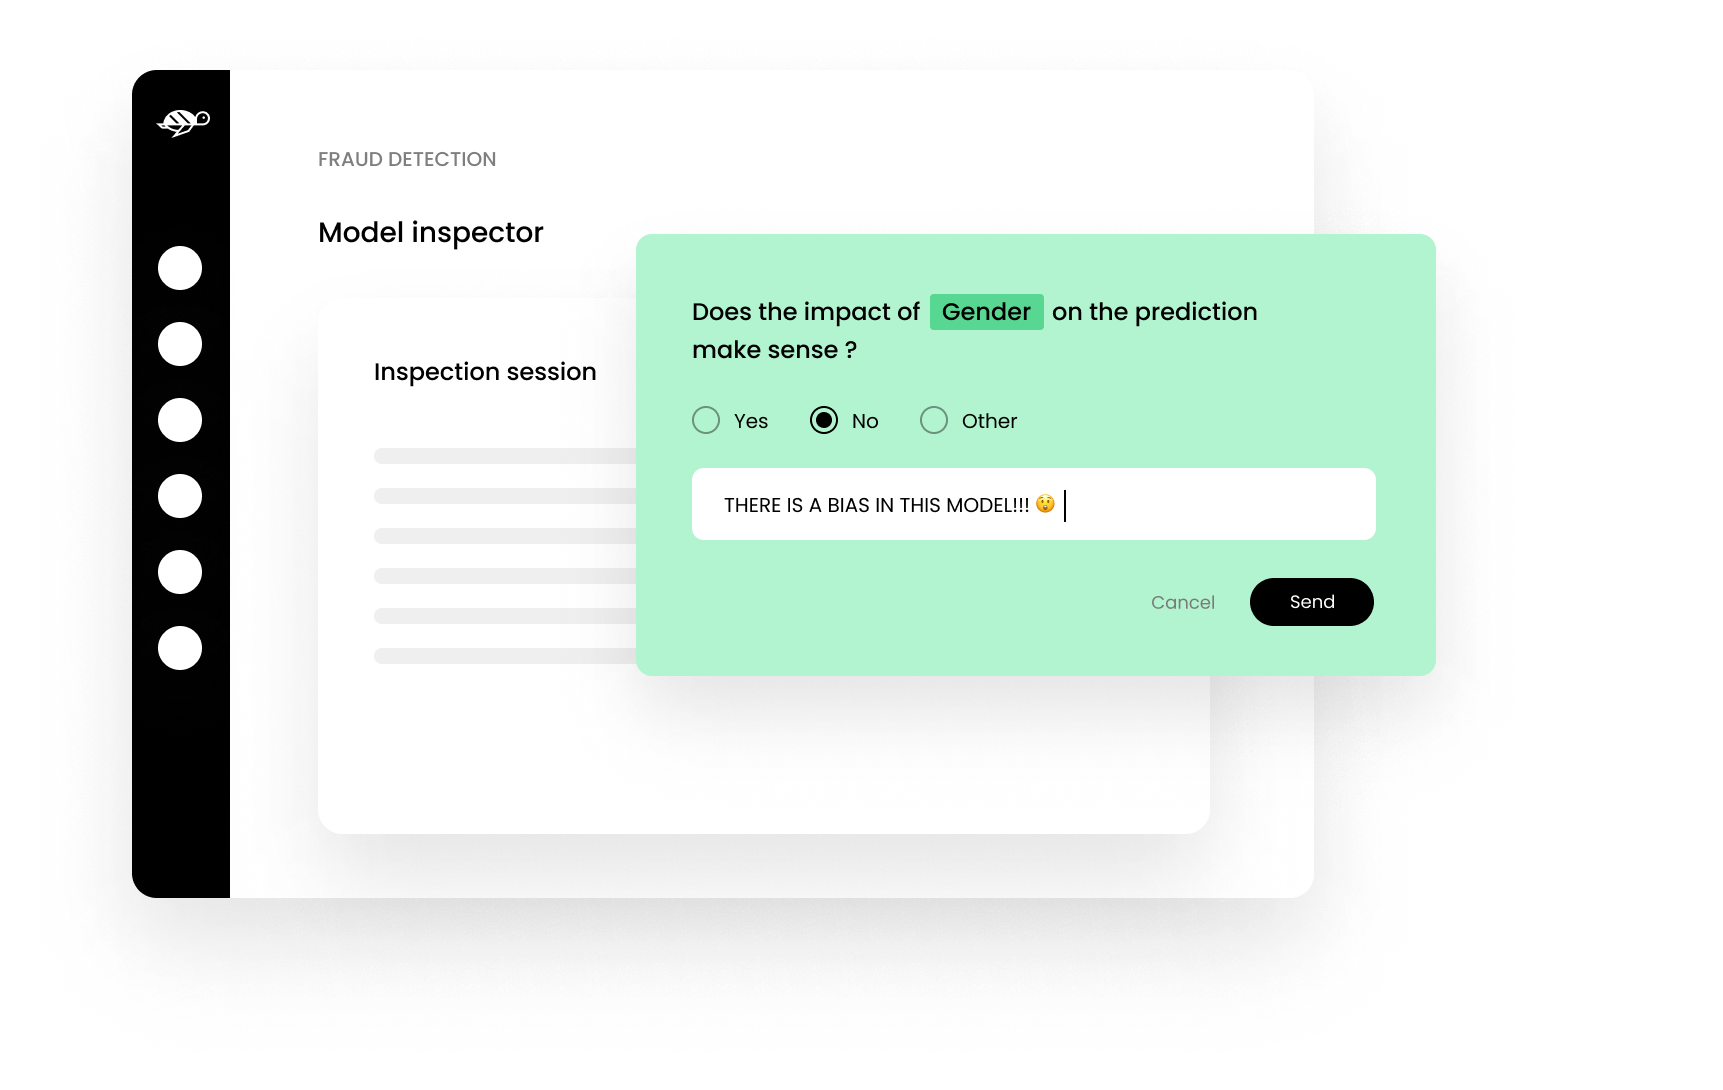 FRAUD DETECTION
Model inspector
Inspection session
Does the impact of Gender on the prediction
make sense ?
Yes No Other
THERE IS A BIAS IN THIS MODEL!!! 😲
Cancel Send